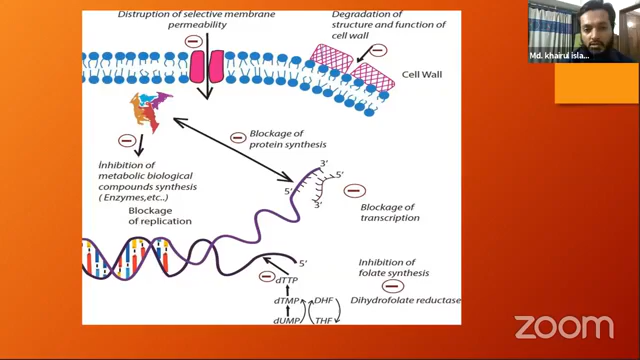 Distruption of selective membrane
permeability
Degradation of
structure and function of
cell wall
Md. khairul isla...
Cell Wall
Blockage of
protein synthesis
Inhibition of
metabolic biological
compounds synthesis
( Enzymes,etc..)
3'
5'
5'
3'
Blockage
of replication
Blockage of
transcription
5'
Inhibition of
folate synthesis
dTTP
dTMP
DHF
Dihydrofolate reductase
dUMP
THF
zoom